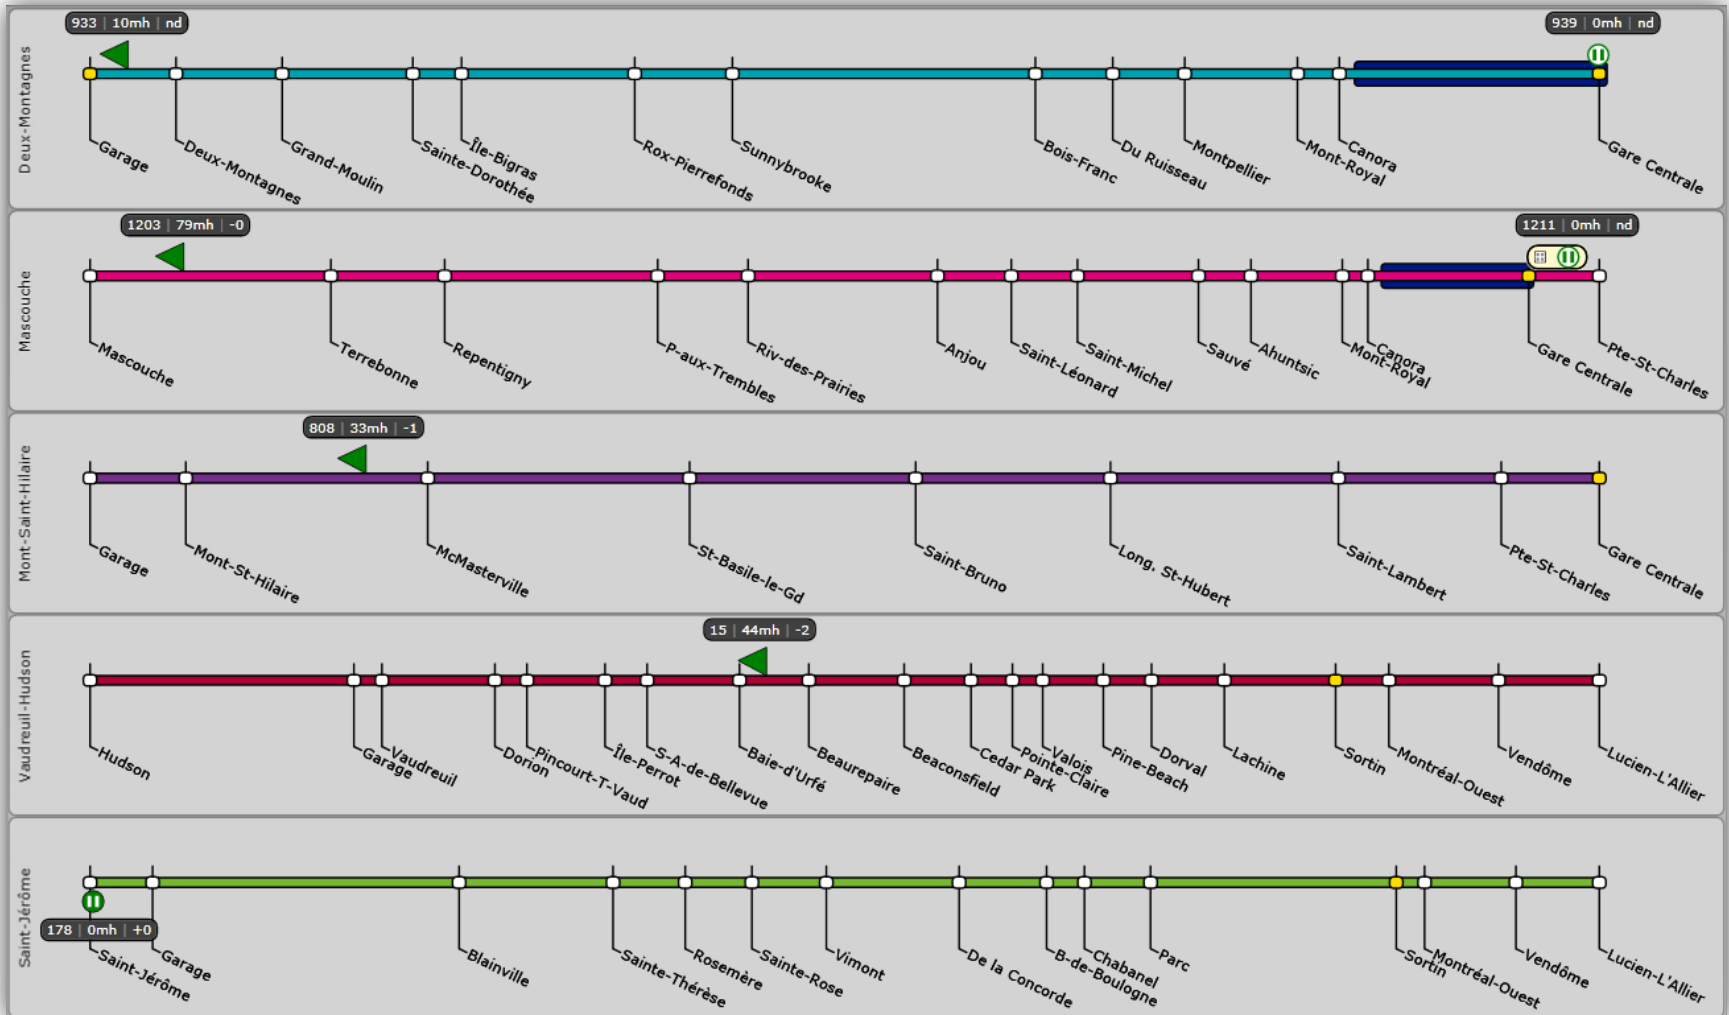 933 | 10mh | nd
939 | 0mh | nd
Deux-Montagnes
Garage
Deux-Montagnes
Grand-Moulin
Sainte-Dorothée
Île-Bigras
Rox-Pierrefonds
Sunnybrooke
Bois-Franc
Du Ruisseau
Montpellier
Mont-Royal
Canora
Gare Centrale
1203 | 79mh | -0
1211 | 0mh | nd
Mascouche
Mascouche
Terrebonne
Repentigny
P-aux-Trembles
Riv-des-Prairies
Anjou
Saint-Léonard
Saint-Michel
Sauvé
Ahuntsic
Mont-Royal
Canora
Gare Centrale
Pte-St-Charles
808 | 33mh | -1
Mont-Saint-Hilaire
Garage
Mont-St-Hilaire
McMasterville
St-Basile-le-Gd
Saint-Bruno
Long. St-Hubert
Saint-Lambert
Pte-St-Charles
Gare Centrale
15 | 44mh | -2
Vaudreuil-Hudson
Hudson
Garage
Vaudreuil
Dorion
Pincourt-T-Vaud
Île-Perrot
S-A-de-Bellevue
Baie-d'Urfé
Beaurepaire
Beaconsfield
Cedar Park
Pointe-Claire
Valois
Pine-Beach
Dorval
Lachine
Sortin
Montréal-Ouest
Vendôme
Lucien-L'Allier
Saint-Jérôme
178 | 0mh | +0
Saint-Jérôme
Garage
Blainville
Sainte-Thérèse
Rosemère
Sainte-Rose
Vimont
De la Concorde
B-de-Boulogne
Chabanel
Parc
Sortin
Montréal-Ouest
Vendôme
Lucien-L'Allier